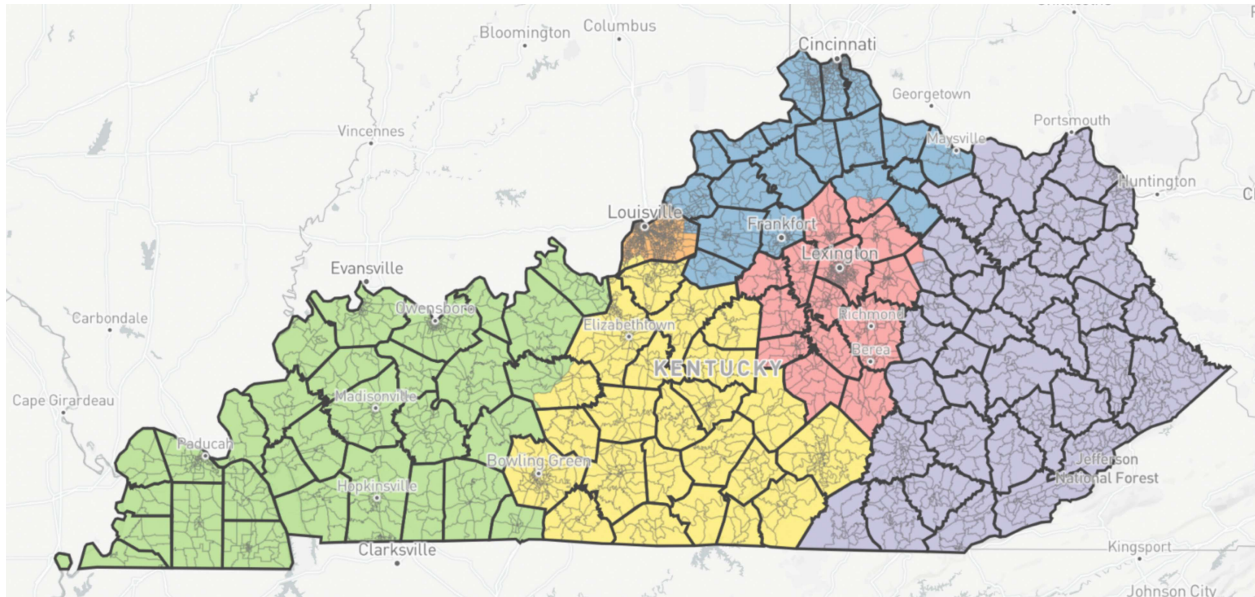 Columbus
Bloomington
Cincinnati
Georgetown
Vincennes
Portsmouth
Maysville
Huntington
Louisville
Frankfort
Lexington
Evansville
Owensboro
Carbondale
Richmond
Elizabethtown
Berea
KENTUCKY
Cape Girardeau
Madisonville
Paducah
Bowling Green
Jefferson
National Forest
Hopkinsville
Clarksville
Kingsport
Johnson City